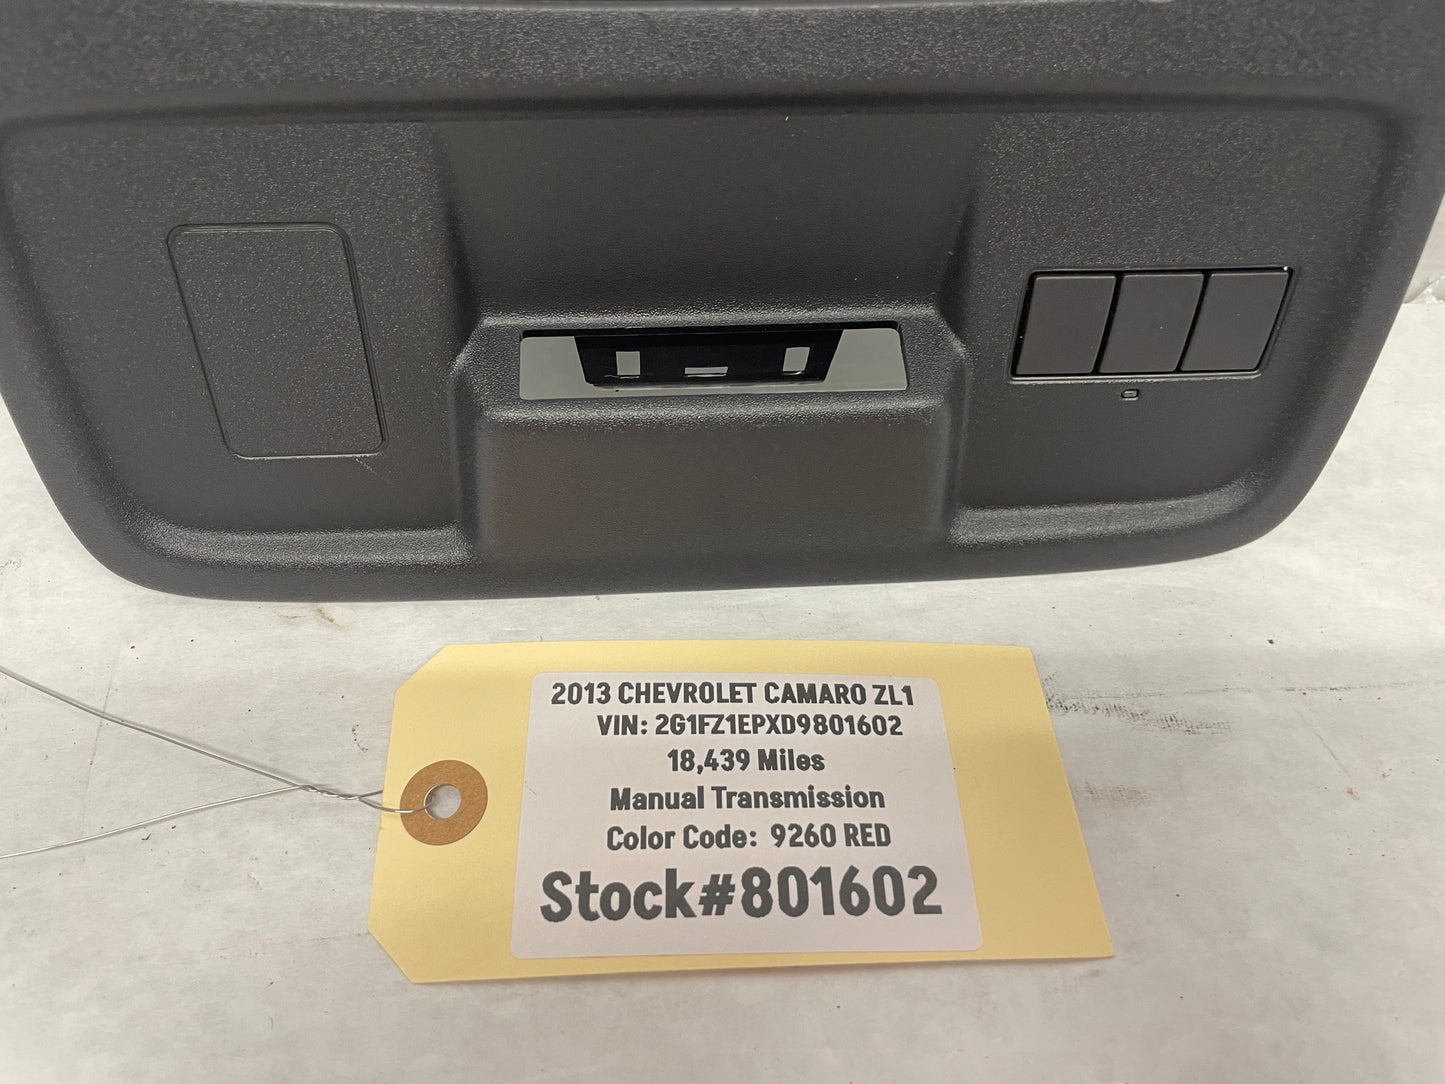 2013 CHEVROLET CAMARO ZL1
VIN: 2G1FZ1EPXD9801602
18,439 Miles
Manual Transmission
Color Code: 9260 RED
Stock#801602